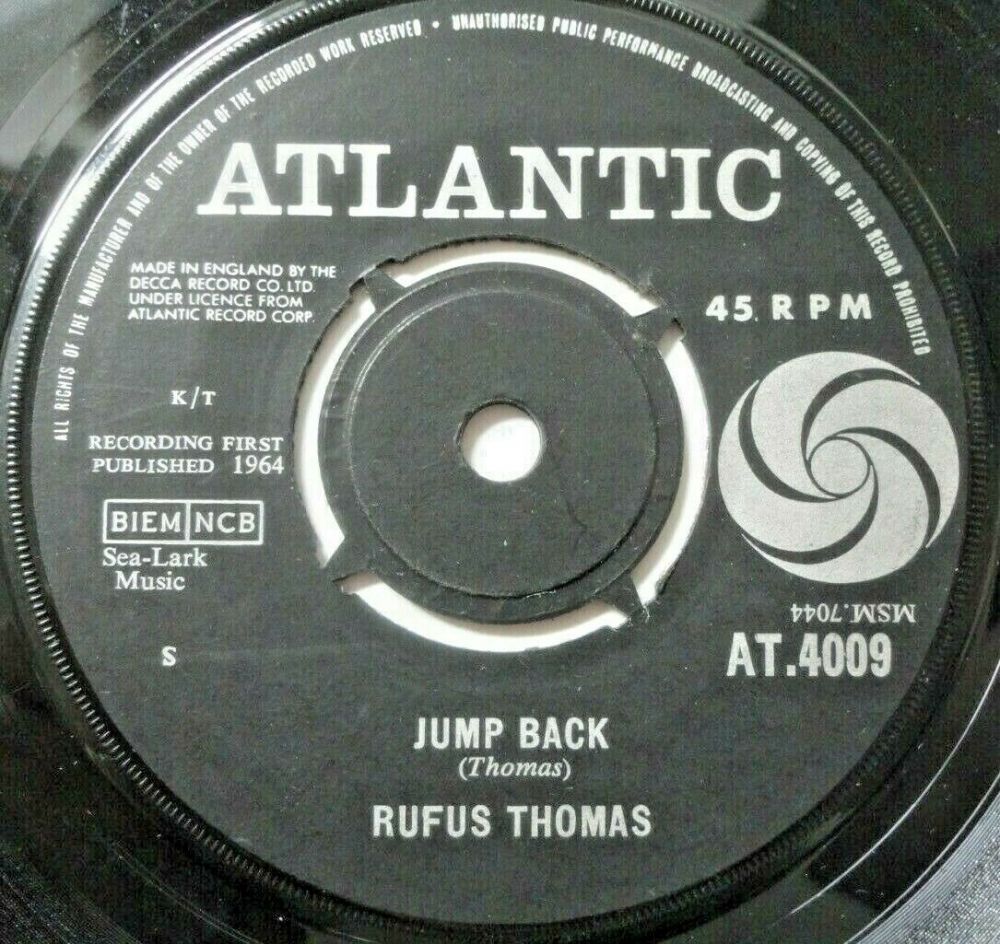 ALL RIGHTS OF THE MANUFACTURER AND OF THE OWNER OF THE RECORDED WORK RESERVED • UNAUTHORISED PUBLIC PERFORMANCE BROADCASTING AND COPYING OF THIS RECORD PROHIBITED
ATLANTIC
MADE IN ENGLAND BY THE
DECCA RECORD CO. LTD.
UNDER LICENCE FROM
ATLANTIC RECORD CORP.
45. R P M
K/T
RECORDING FIRST
PUBLISHED 1964
BIEM NCB
Sea-Lark
Music
S
MSM.7044
AT.4009
JUMP BACK
(Thomas)
RUFUS THOMAS